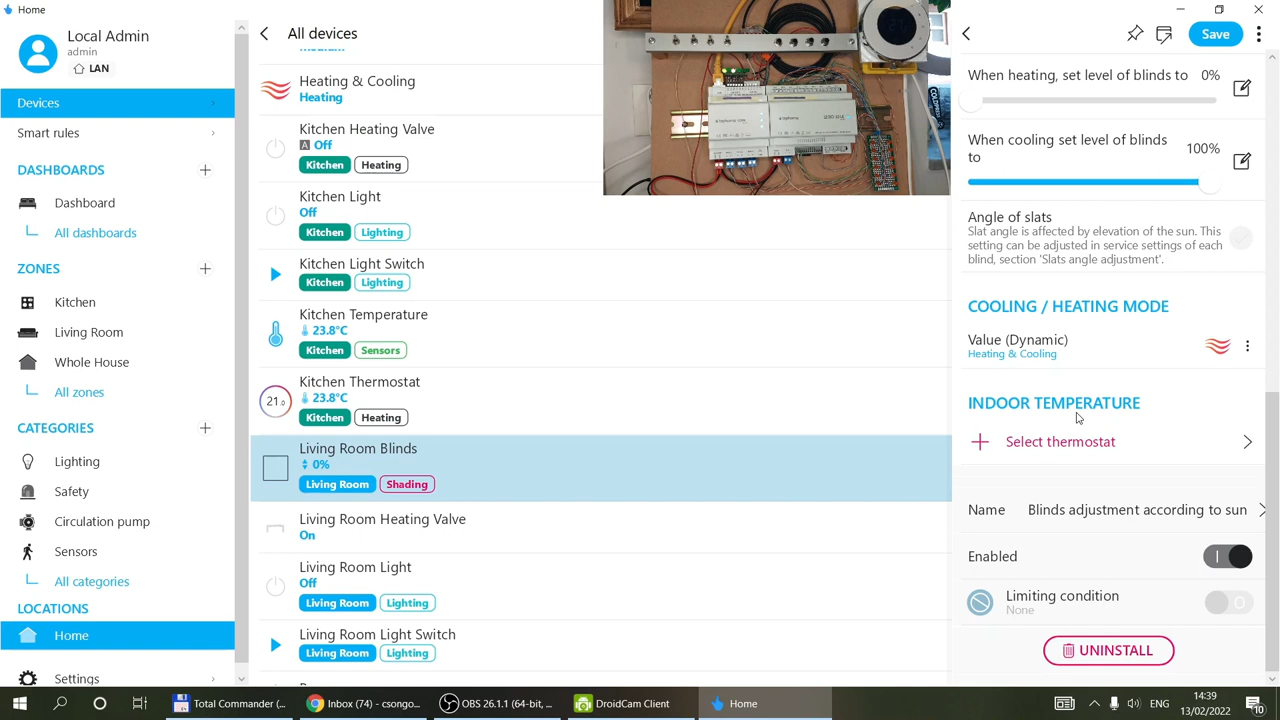 Home
Local Admin
admin
LAN
Devices
Smart rules
DASHBOARDS
Dashboard
All dashboards
ZONES
Kitchen
Living Room
Whole House
All zones
CATEGORIES
Lighting
Safety
Circulation pump
Sensors
All categories
LOCATIONS
Home
Settings
All devices
Heating & Cooling
Heating
Kitchen Heating Valve
A Off
Kitchen Heating
Kitchen Light
Off
Kitchen Lighting
Kitchen Light Switch
Kitchen Lighting
Kitchen Temperature
23.8°C
Kitchen Sensors
Kitchen Thermostat
21.0 23.8°C
Kitchen Heating
Living Room Blinds
0%
Living Room Shading
Living Room Heating Valve
On
Living Room Light
Off
Living Room Lighting
Living Room Light Switch
Living Room Lighting
COLDPRESS
Save
When heating, set level of blinds to 0%
When cooling set level of blinds
to 100%
Angle of slats
Slat angle is affected by elevation of the sun. This
setting can be adjusted in service settings of each
blind, section 'Slats angle adjustment'.
COOLING / HEATING MODE
Value (Dynamic)
Heating & Cooling
INDOOR TEMPERATURE
Select thermostat
Name Blinds adjustment according to sun
Enabled
Limiting condition
None
UNINSTALL
Total Commander (...
Inbox (74) - csongo...
OBS 26.1.1 (64-bit, ...
DroidCam Client
Home
ENG
14:39
13/02/2022
10